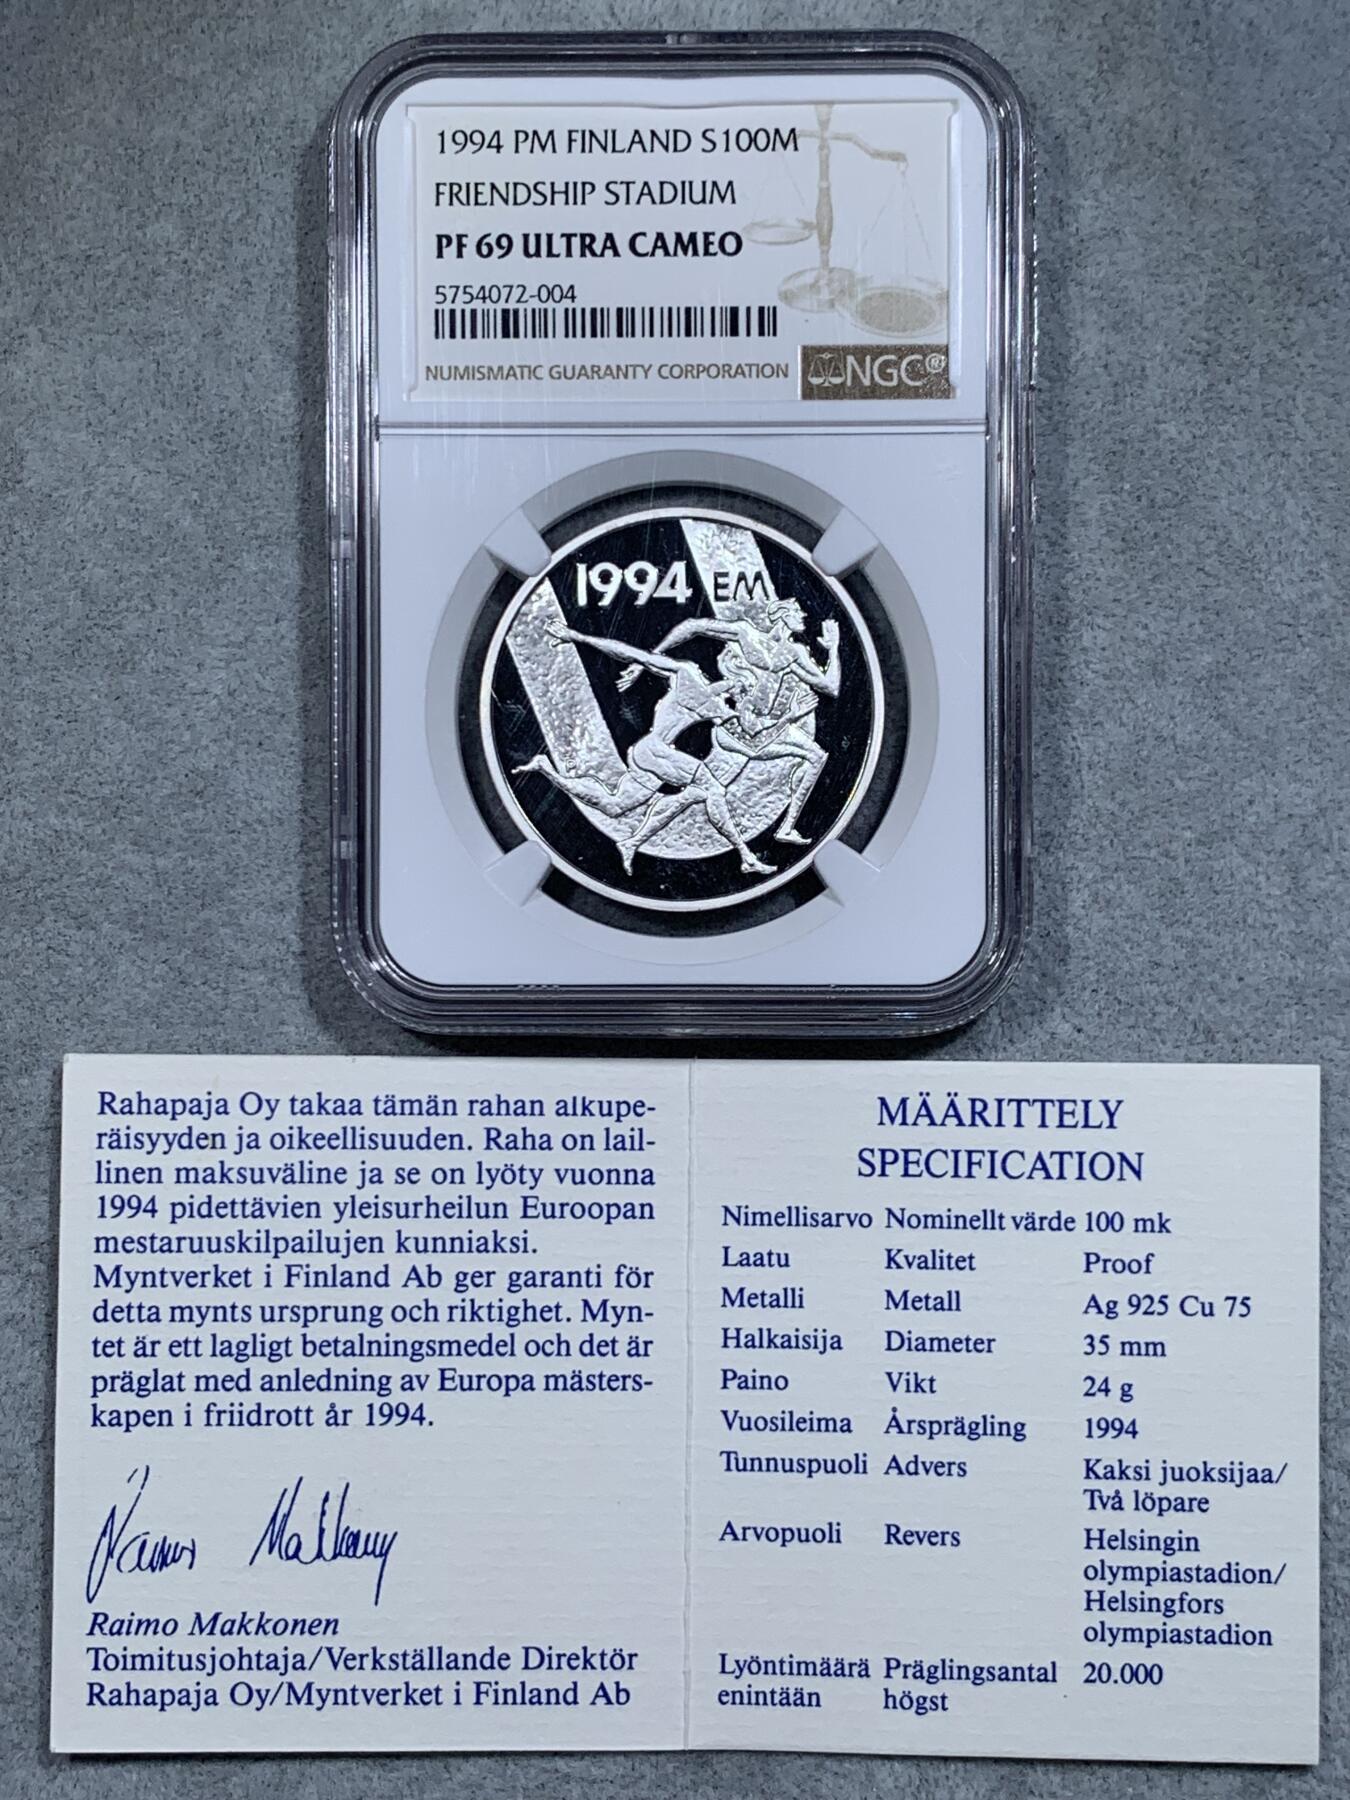 1994 PM FINLAND S100M
FRIENDSHIP STADIUM
PF 69 ULTRA CAMEO
5754072-004
NUMISMATIC GUARANTY CORPORATION
NGC®
1994 EM
Rahapaja Oy takaa tämän rahan alkupe-
räisyyden ja oikeellisuuden. Raha on lail-
linen maksuväline ja se on lyöty vuonna
1994 pidettävien yleisurheilun Euroopan
mestaruuskilpailujen kunniaksi.
Myntverket i Finland Ab ger garanti för
detta mynts ursprung och riktighet. Myn-
tet är ett lagligt betalningsmedel och det är
präglat med anledning av Europa mästers-
kapen i friidrott år 1994.
Raimo Makkonen
Raimo Makkonen
Toimitusjohtaja/Verkställande Direktör
Rahapaja Oy/Myntverket i Finland Ab
MÄÄRITTELY
SPECIFICATION
Nimellisarvo Nominellt värde 100 mk
Laatu Kvalitet Proof
Metalli Metall Ag 925 Cu 75
Halkaisija Diameter 35 mm
Paino Vikt 24 g
Vuosileima Årsprägling 1994
Tunnuspuoli Advers Kaksi juoksijaa/
Två löpare
Arvopuoli Revers Helsingin
olympiastadion/
Helsingfors
olympiastadion
Lyöntimäärä Präglingsantal 20.000
enintään högst